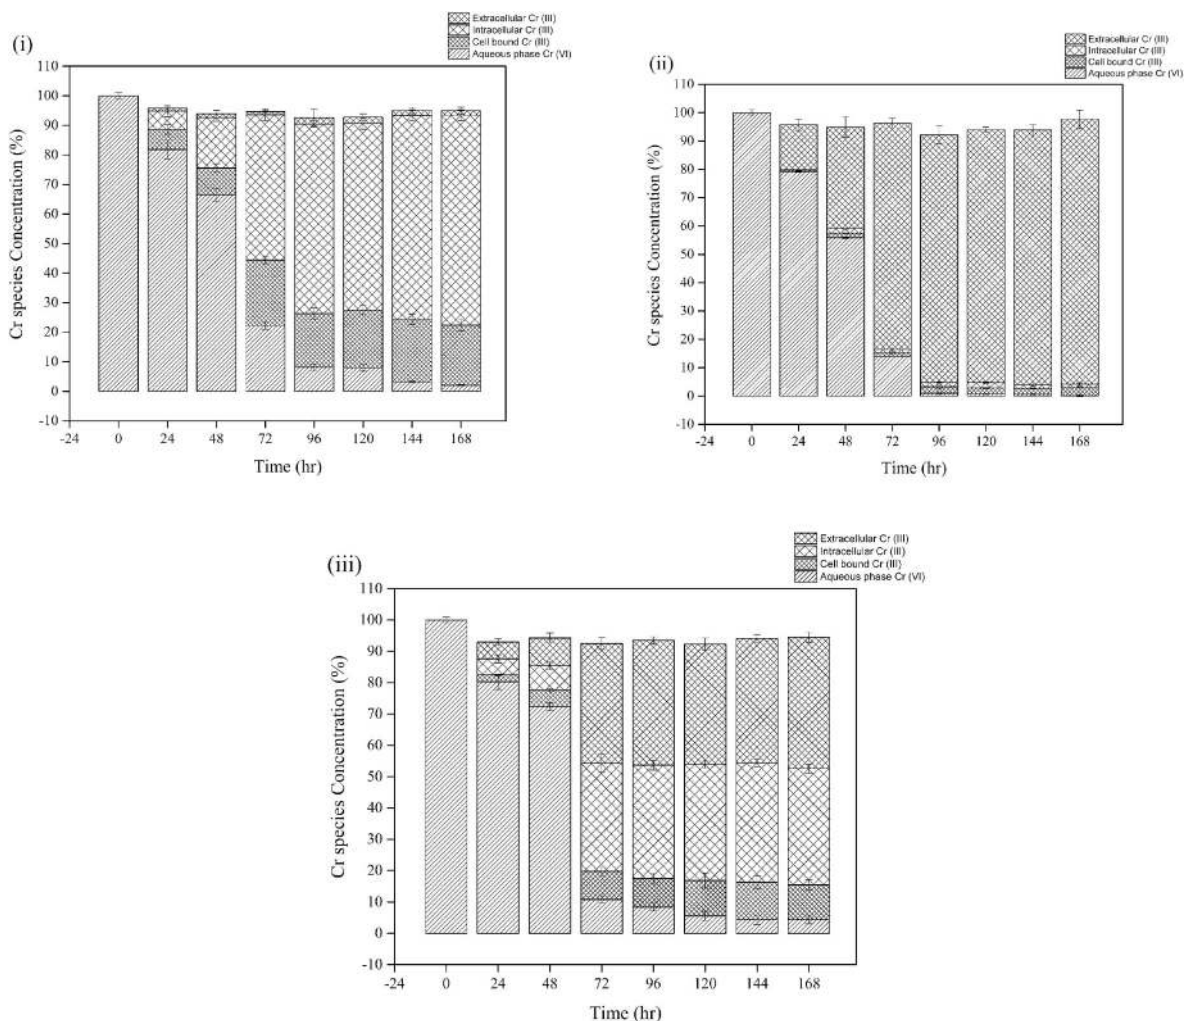 (i)
Extracellular Cr (III)
Intracellular Cr (III)
Cell bound Cr (III)
Aqueous phase Cr (VI)
110
100
90
80
70
60
50
40
30
20
10
0
-10
Cr species Concentration (%)
-24 0 24 48 72 96 120 144 168
Time (hr)
(ii)
Extracellular Cr (III)
Intracellular Cr (III)
Cell bound Cr (III)
Aqueous phase Cr (VI)
110
100
90
80
70
60
50
40
30
20
10
0
-10
Cr species Concentration (%)
-24 0 24 48 72 96 120 144 168
Time (hr)
(iii)
Extracellular Cr (III)
Intracellular Cr (III)
Cell bound Cr (III)
Aqueous phase Cr (VI)
110
100
90
80
70
60
50
40
30
20
10
0
-10
Cr species Concentration (%)
-24 0 24 48 72 96 120 144 168
Time (hr)